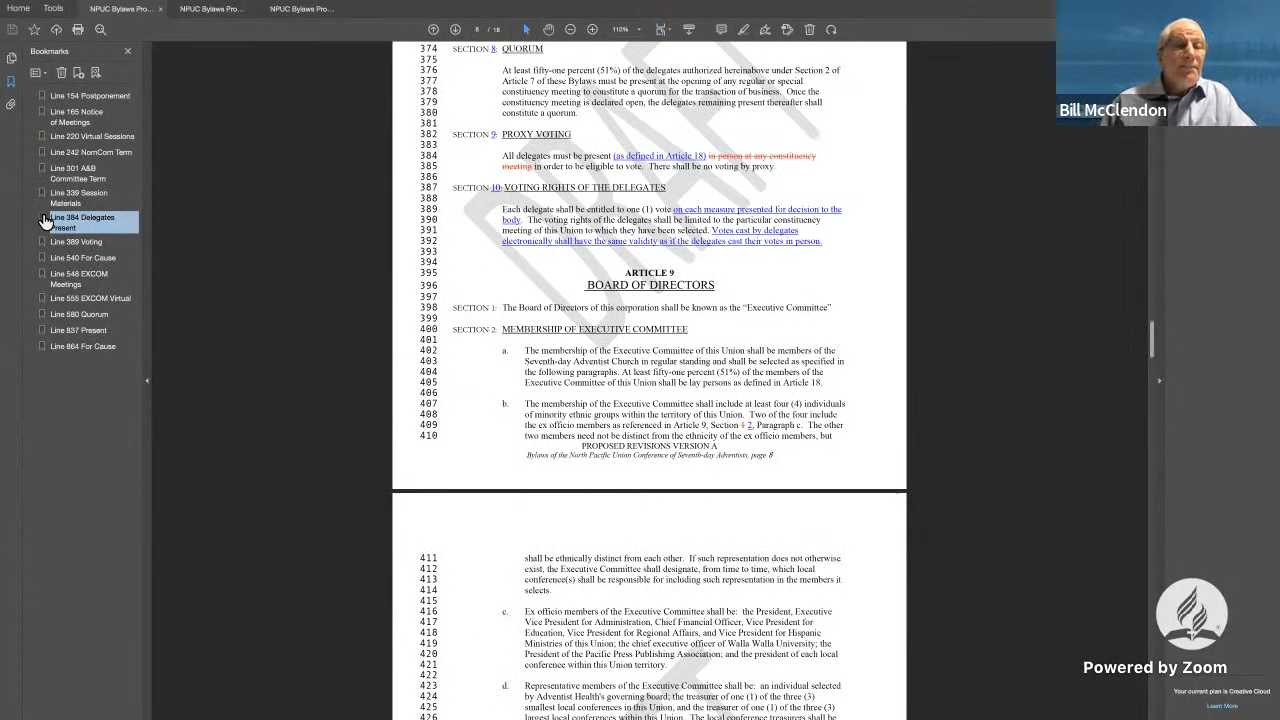 Home Tools NPUC Bylaws Pro... × NPUC Bylaws Pro... NPUC Bylaws Pro...
8 / 18 110%
Bookmarks
Line 154 Postponement
Line 165 Notice
of Meetings
Line 220 Virtual Sessions
Line 242 NomCom Term
Line 301 A&B
Committee Term
Line 339 Session
Materials
Line 384 Delegates
Present
Line 389 Voting
Line 540 For Cause
Line 548 EXCOM
Meetings
Line 555 EXCOM Virtual
Line 580 Quorum
Line 837 Present
Line 864 For Cause
DRAFT
374 SECTION 8: QUORUM
375
376 At least fifty-one percent (51%) of the delegates authorized hereinabove under Section 2 of
377 Article 7 of these Bylaws must be present at the opening of any regular or special
378 constituency meeting to constitute a quorum for the transaction of business. Once the
379 constituency meeting is declared open, the delegates remaining present thereafter shall
380 constitute a quorum.
381
382 SECTION 9: PROXY VOTING
383
384 All delegates must be present (as defined in Article 18) in person at any constituency
385 meeting in order to be eligible to vote. There shall be no voting by proxy.
386
387 SECTION 10: VOTING RIGHTS OF THE DELEGATES
388
389 Each delegate shall be entitled to one (1) vote on each measure presented for decision to the
390 body. The voting rights of the delegates shall be limited to the particular constituency
391 meeting of this Union to which they have been selected. Votes cast by delegates
392 electronically shall have the same validity as if the delegates cast their votes in person.
393
394
395 ARTICLE 9
396 BOARD OF DIRECTORS
397
398 SECTION 1: The Board of Directors of this corporation shall be known as the “Executive Committee”
399
400 SECTION 2: MEMBERSHIP OF EXECUTIVE COMMITTEE
401
402 a. The membership of the Executive Committee of this Union shall be members of the
403 Seventh-day Adventist Church in regular standing and shall be selected as specified in
404 the following paragraphs. At least fifty-one percent (51%) of the members of the
405 Executive Committee of this Union shall be lay persons as defined in Article 18.
406
407 b. The membership of the Executive Committee shall include at least four (4) individuals
408 of minority ethnic groups within the territory of this Union. Two of the four include
409 the ex officio members as referenced in Article 9, Section 1 2, Paragraph c. The other
410 two members need not be distinct from the ethnicity of the ex officio members, but
PROPOSED REVISIONS VERSION A
Bylaws of the North Pacific Union Conference of Seventh-day Adventists, page 8
411 shall be ethnically distinct from each other. If such representation does not otherwise
412 exist, the Executive Committee shall designate, from time to time, which local
413 conference(s) shall be responsible for including such representation in the members it
414 selects.
415
416 c. Ex officio members of the Executive Committee shall be: the President, Executive
417 Vice President for Administration, Chief Financial Officer, Vice President for
418 Education, Vice President for Regional Affairs, and Vice President for Hispanic
419 Ministries of this Union; the chief executive officer of Walla Walla University; the
420 President of the Pacific Press Publishing Association; and the president of each local
421 conference within this Union territory.
422
423 d. Representative members of the Executive Committee shall be: an individual selected
424 by Adventist Health's governing board; the treasurer of one (1) of the three (3)
425 smallest local conferences in this Union, and the treasurer of one (1) of the three (3)
426 largest local conferences within this Union. The local conference treasurers shall be
Bill McClendon
Powered by Zoom
Your current plan is Creative Cloud
Learn More